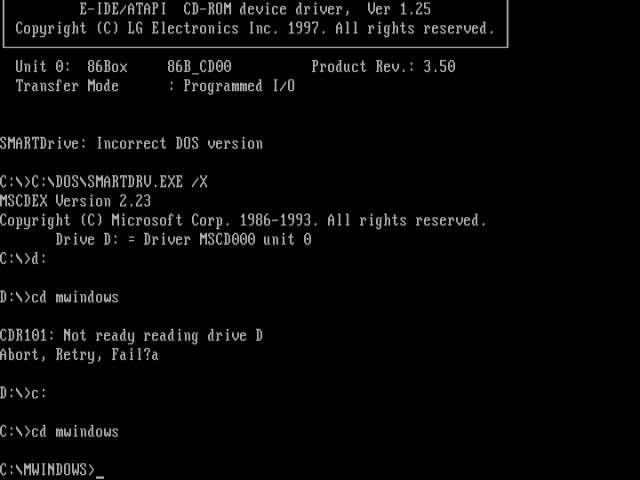 E-IDE/ATAPI CD-ROM device driver, Ver 1.25
Copyright (C) LG Electronics Inc. 1997. All rights reserved.
Unit 0: 86Box 86B_CD00 Product Rev.: 3.50
Transfer Mode : Programmed I/O
SMARTDrive: Incorrect DOS version
C:\>C:\DOS\SMARTDRV.EXE /X
MSCDEX Version 2.23
Copyright (C) Microsoft Corp. 1986-1993. All rights reserved.
Drive D: = Driver MSCD000 unit 0
C:\>d:
D:\>cd mwindows
CDR101: Not ready reading drive D
Abort, Retry, Fail?a
D:\>c:
C:\>cd mwindows
C:\MWINDOWS>_